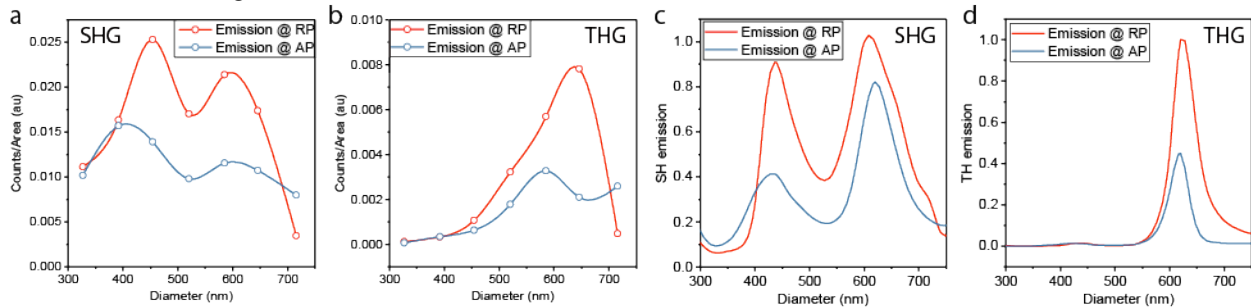 a
SHG
Emission @ RP
Emission @ AP
0.025
0.020
0.015
0.010
0.005
0.000
Counts/Area (au)
300 400 500 600 700
Diameter (nm)
b
THG
Emission @ RP
Emission @ AP
0.010
0.008
0.006
0.004
0.002
0.000
Counts/Area (au)
300 400 500 600 700
Diameter (nm)
c
SHG
Emission @ RP
Emission @ AP
1.0
0.8
0.6
0.4
0.2
0.0
SH emission
300 400 500 600 700
Diameter (nm)
d
THG
Emission @ RP
Emission @ AP
1.0
0.8
0.6
0.4
0.2
0.0
TH emission
300 400 500 600 700
Diameter (nm)